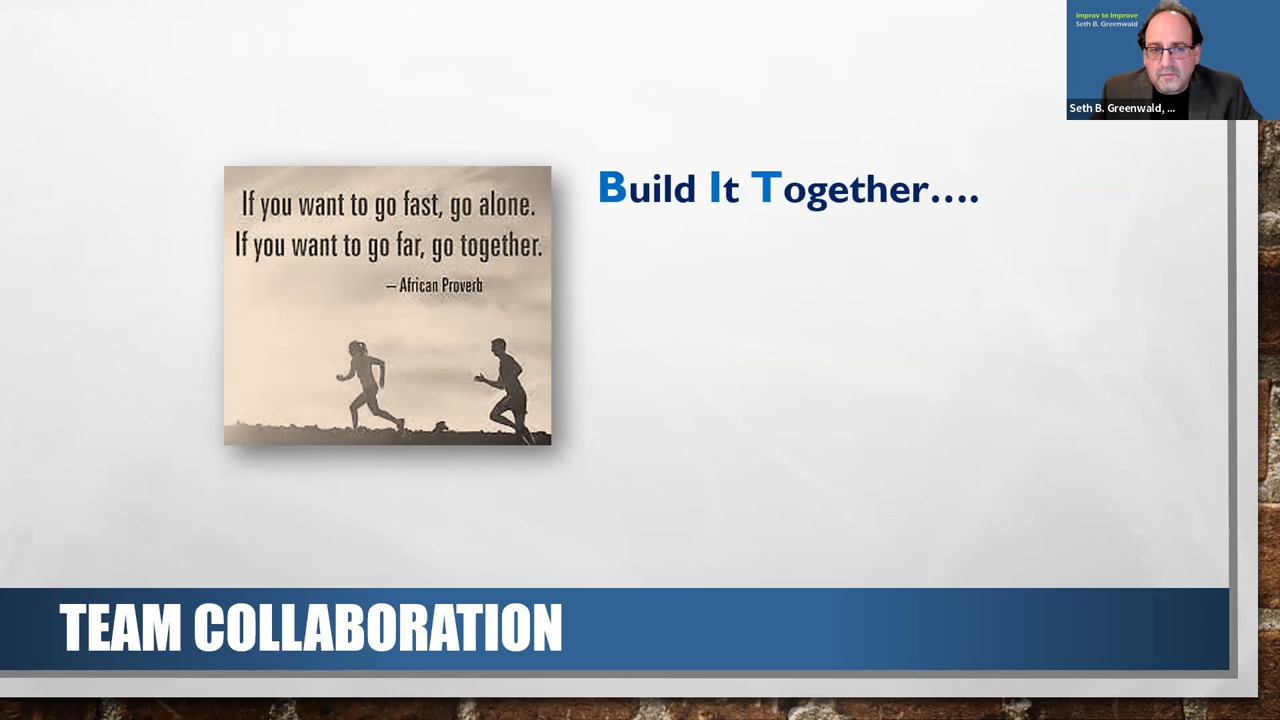 Improv to Improve
Seth B. Greenwald
Seth B. Greenwald, ...
If you want to go fast, go alone.
If you want to go far, go together.
– African Proverb
Build It Together....
TEAM COLLABORATION